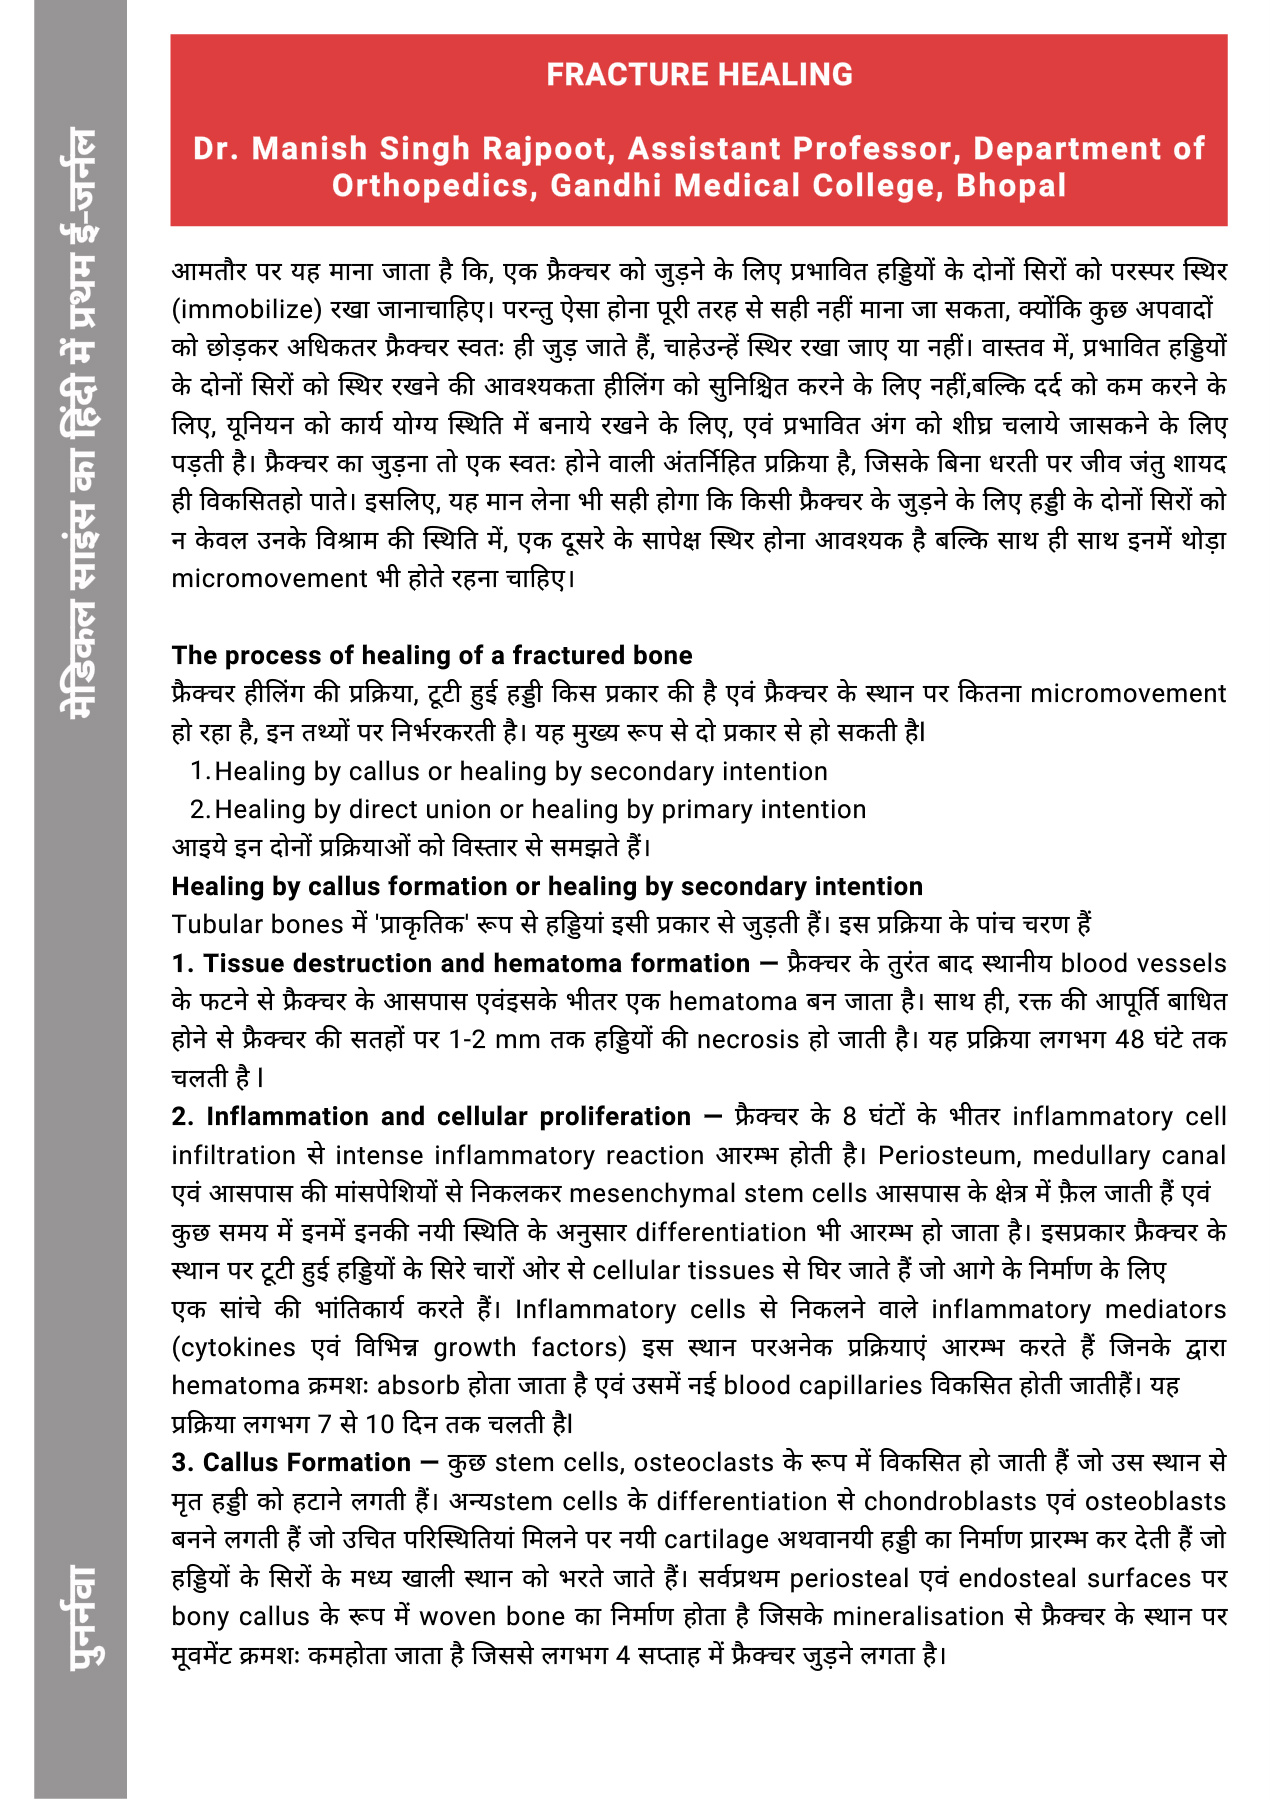 FRACTURE HEALING
Dr. Manish Singh Rajpoot, Assistant Professor, Department of
Orthopedics, Gandhi Medical College, Bhopal
आमतौर पर यह माना जाता है कि, एक फ्रैक्चर को जुड़ने के लिए प्रभावित हड्डियों के दोनों सिरों को परस्पर स्थिर
(immobilize) रखा जानाचाहिए। परन्तु ऐसा होना पूरी तरह से सही नहीं माना जा सकता, क्योंकि कुछ अपवादों
को छोड़कर अधिकतर फ्रैक्चर स्वतः ही जुड़ जाते हैं, चाहेउन्हें स्थिर रखा जाए या नहीं। वास्तव में, प्रभावित हड्डियों
के दोनों सिरों को स्थिर रखने की आवश्यकता हीलिंग को सुनिश्चित करने के लिए नहीं,बल्कि दर्द को कम करने के
लिए, यूनियन को कार्य योग्य स्थिति में बनाये रखने के लिए, एवं प्रभावित अंग को शीघ्र चलाये जासकने के लिए
पड़ती है। फ्रैक्चर का जुड़ना तो एक स्वतः होने वाली अंतर्निहित प्रक्रिया है, जिसके बिना धरती पर जीव जंतु शायद
ही विकसितहो पाते। इसलिए, यह मान लेना भी सही होगा कि किसी फ्रैक्चर के जुड़ने के लिए हड्डी के दोनों सिरों को
न केवल उनके विश्राम की स्थिति में, एक दूसरे के सापेक्ष स्थिर होना आवश्यक है बल्कि साथ ही साथ इनमें थोड़ा
micromovement भी होते रहना चाहिए।
The process of healing of a fractured bone
फ्रैक्चर हीलिंग की प्रक्रिया, टूटी हुई हड्डी किस प्रकार की है एवं फ्रैक्चर के स्थान पर कितना micromovement
हो रहा है, इन तथ्यों पर निर्भरकरती है। यह मुख्य रूप से दो प्रकार से हो सकती है।
1. Healing by callus or healing by secondary intention
2. Healing by direct union or healing by primary intention
आइये इन दोनों प्रक्रियाओं को विस्तार से समझते हैं।
Healing by callus formation or healing by secondary intention
Tubular bones में 'प्राकृतिक' रूप से हड्डियां इसी प्रकार से जुड़ती हैं। इस प्रक्रिया के पांच चरण हैं
1. Tissue destruction and hematoma formation — फ्रैक्चर के तुरंत बाद स्थानीय blood vessels
के फटने से फ्रैक्चर के आसपास एवंइसके भीतर एक hematoma बन जाता है। साथ ही, रक्त की आपूर्ति बाधित
होने से फ्रैक्चर की सतहों पर 1-2 mm तक हड्डियों की necrosis हो जाती है। यह प्रक्रिया लगभग 48 घंटे तक
चलती है l
2. Inflammation and cellular proliferation — फ्रैक्चर के 8 घंटों के भीतर inflammatory cell
infiltration से intense inflammatory reaction आरम्भ होती है। Periosteum, medullary canal
एवं आसपास की मांसपेशियों से निकलकर mesenchymal stem cells आसपास के क्षेत्र में फ़ैल जाती हैं एवं
कुछ समय में इनमें इनकी नयी स्थिति के अनुसार differentiation भी आरम्भ हो जाता है। इसप्रकार फ्रैक्चर के
स्थान पर टूटी हुई हड्डियों के सिरे चारों ओर से cellular tissues से घिर जाते हैं जो आगे के निर्माण के लिए
एक सांचे की भांतिकार्य करते हैं। Inflammatory cells से निकलने वाले inflammatory mediators
(cytokines एवं विभिन्न growth factors) इस स्थान परअनेक प्रक्रियाएं आरम्भ करते हैं जिनके द्वारा
hematoma क्रमशः absorb होता जाता है एवं उसमें नई blood capillaries विकसित होती जातीहैं। यह
प्रक्रिया लगभग 7 से 10 दिन तक चलती है।
3. Callus Formation — कुछ stem cells, osteoclasts के रूप में विकसित हो जाती हैं जो उस स्थान से
मृत हड्डी को हटाने लगती हैं। अन्यstem cells के differentiation से chondroblasts एवं osteoblasts
बनने लगती हैं जो उचित परिस्थितियां मिलने पर नयी cartilage अथवानयी हड्डी का निर्माण प्रारम्भ कर देती हैं जो
हड्डियों के सिरों के मध्य खाली स्थान को भरते जाते हैं। सर्वप्रथम periosteal एवं endosteal surfaces पर
bony callus के रूप में woven bone का निर्माण होता है जिसके mineralisation से फ्रैक्चर के स्थान पर
मूवमेंट क्रमशः कमहोता जाता है जिससे लगभग 4 सप्ताह में फ्रैक्चर जुड़ने लगता है।
मेडिकल साइंस का हिंदी में प्रथम ई-जर्नल
पुनर्नवा